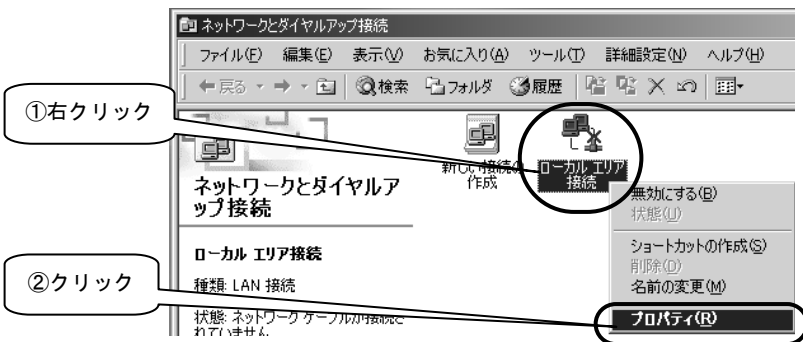 ネットワークとダイヤルアップ接続
ファイル(F) 編集(E) 表示(V) お気に入り(A) ツール(T) 詳細設定(N) ヘルプ(H)
戻る 検索 フォルダ 履歴
①右クリック
新しい接続の
作成
ローカル エリア
接続
ネットワークとダイヤルア
ップ接続
無効にする(B)
状態(U)
ローカル エリア接続
ショートカットの作成(S)
削除(D)
名前の変更(M)
②クリック
種類: LAN 接続
プロパティ(R)
状態: ネットワーク ケーブルが接続さ
れていません